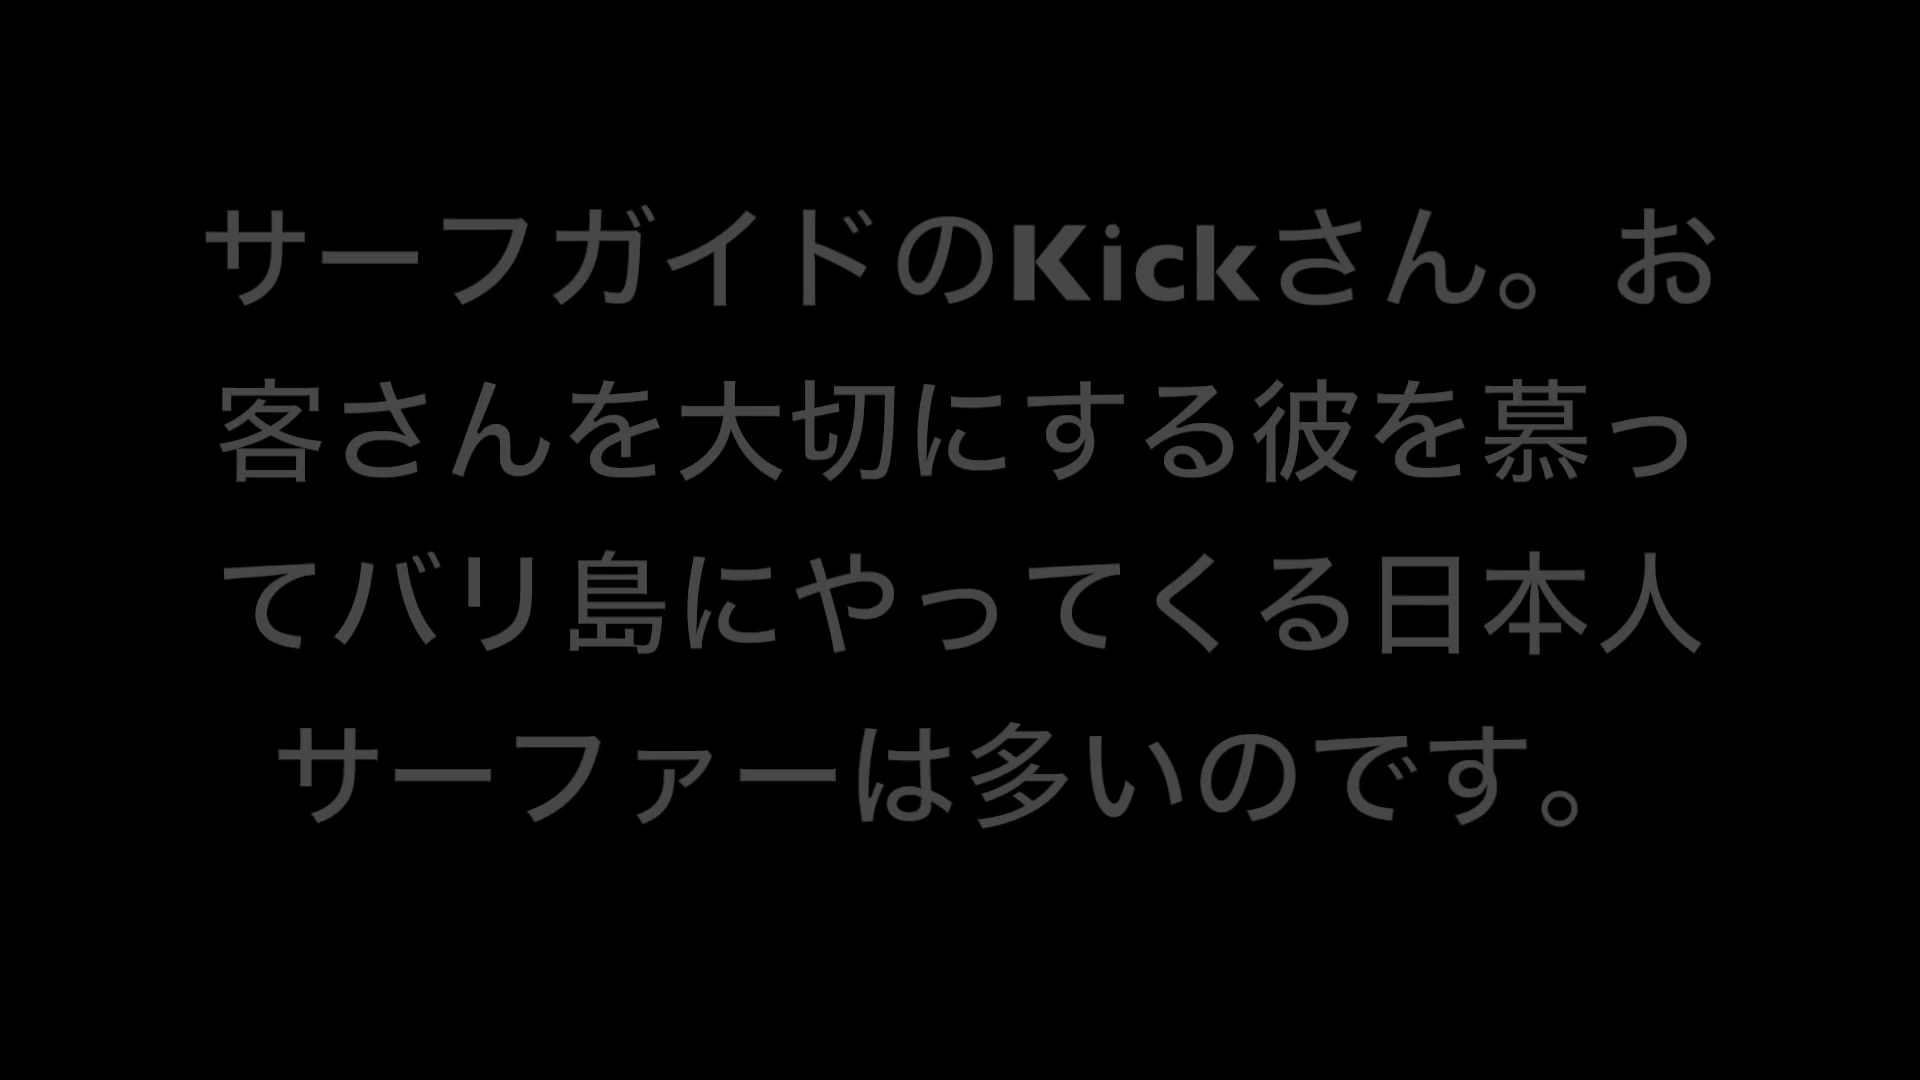 サーフガイドのKickさん。お
客さんを大切にする彼を慕っ
てバリ島にやってくる日本人
サーファーは多いのです。